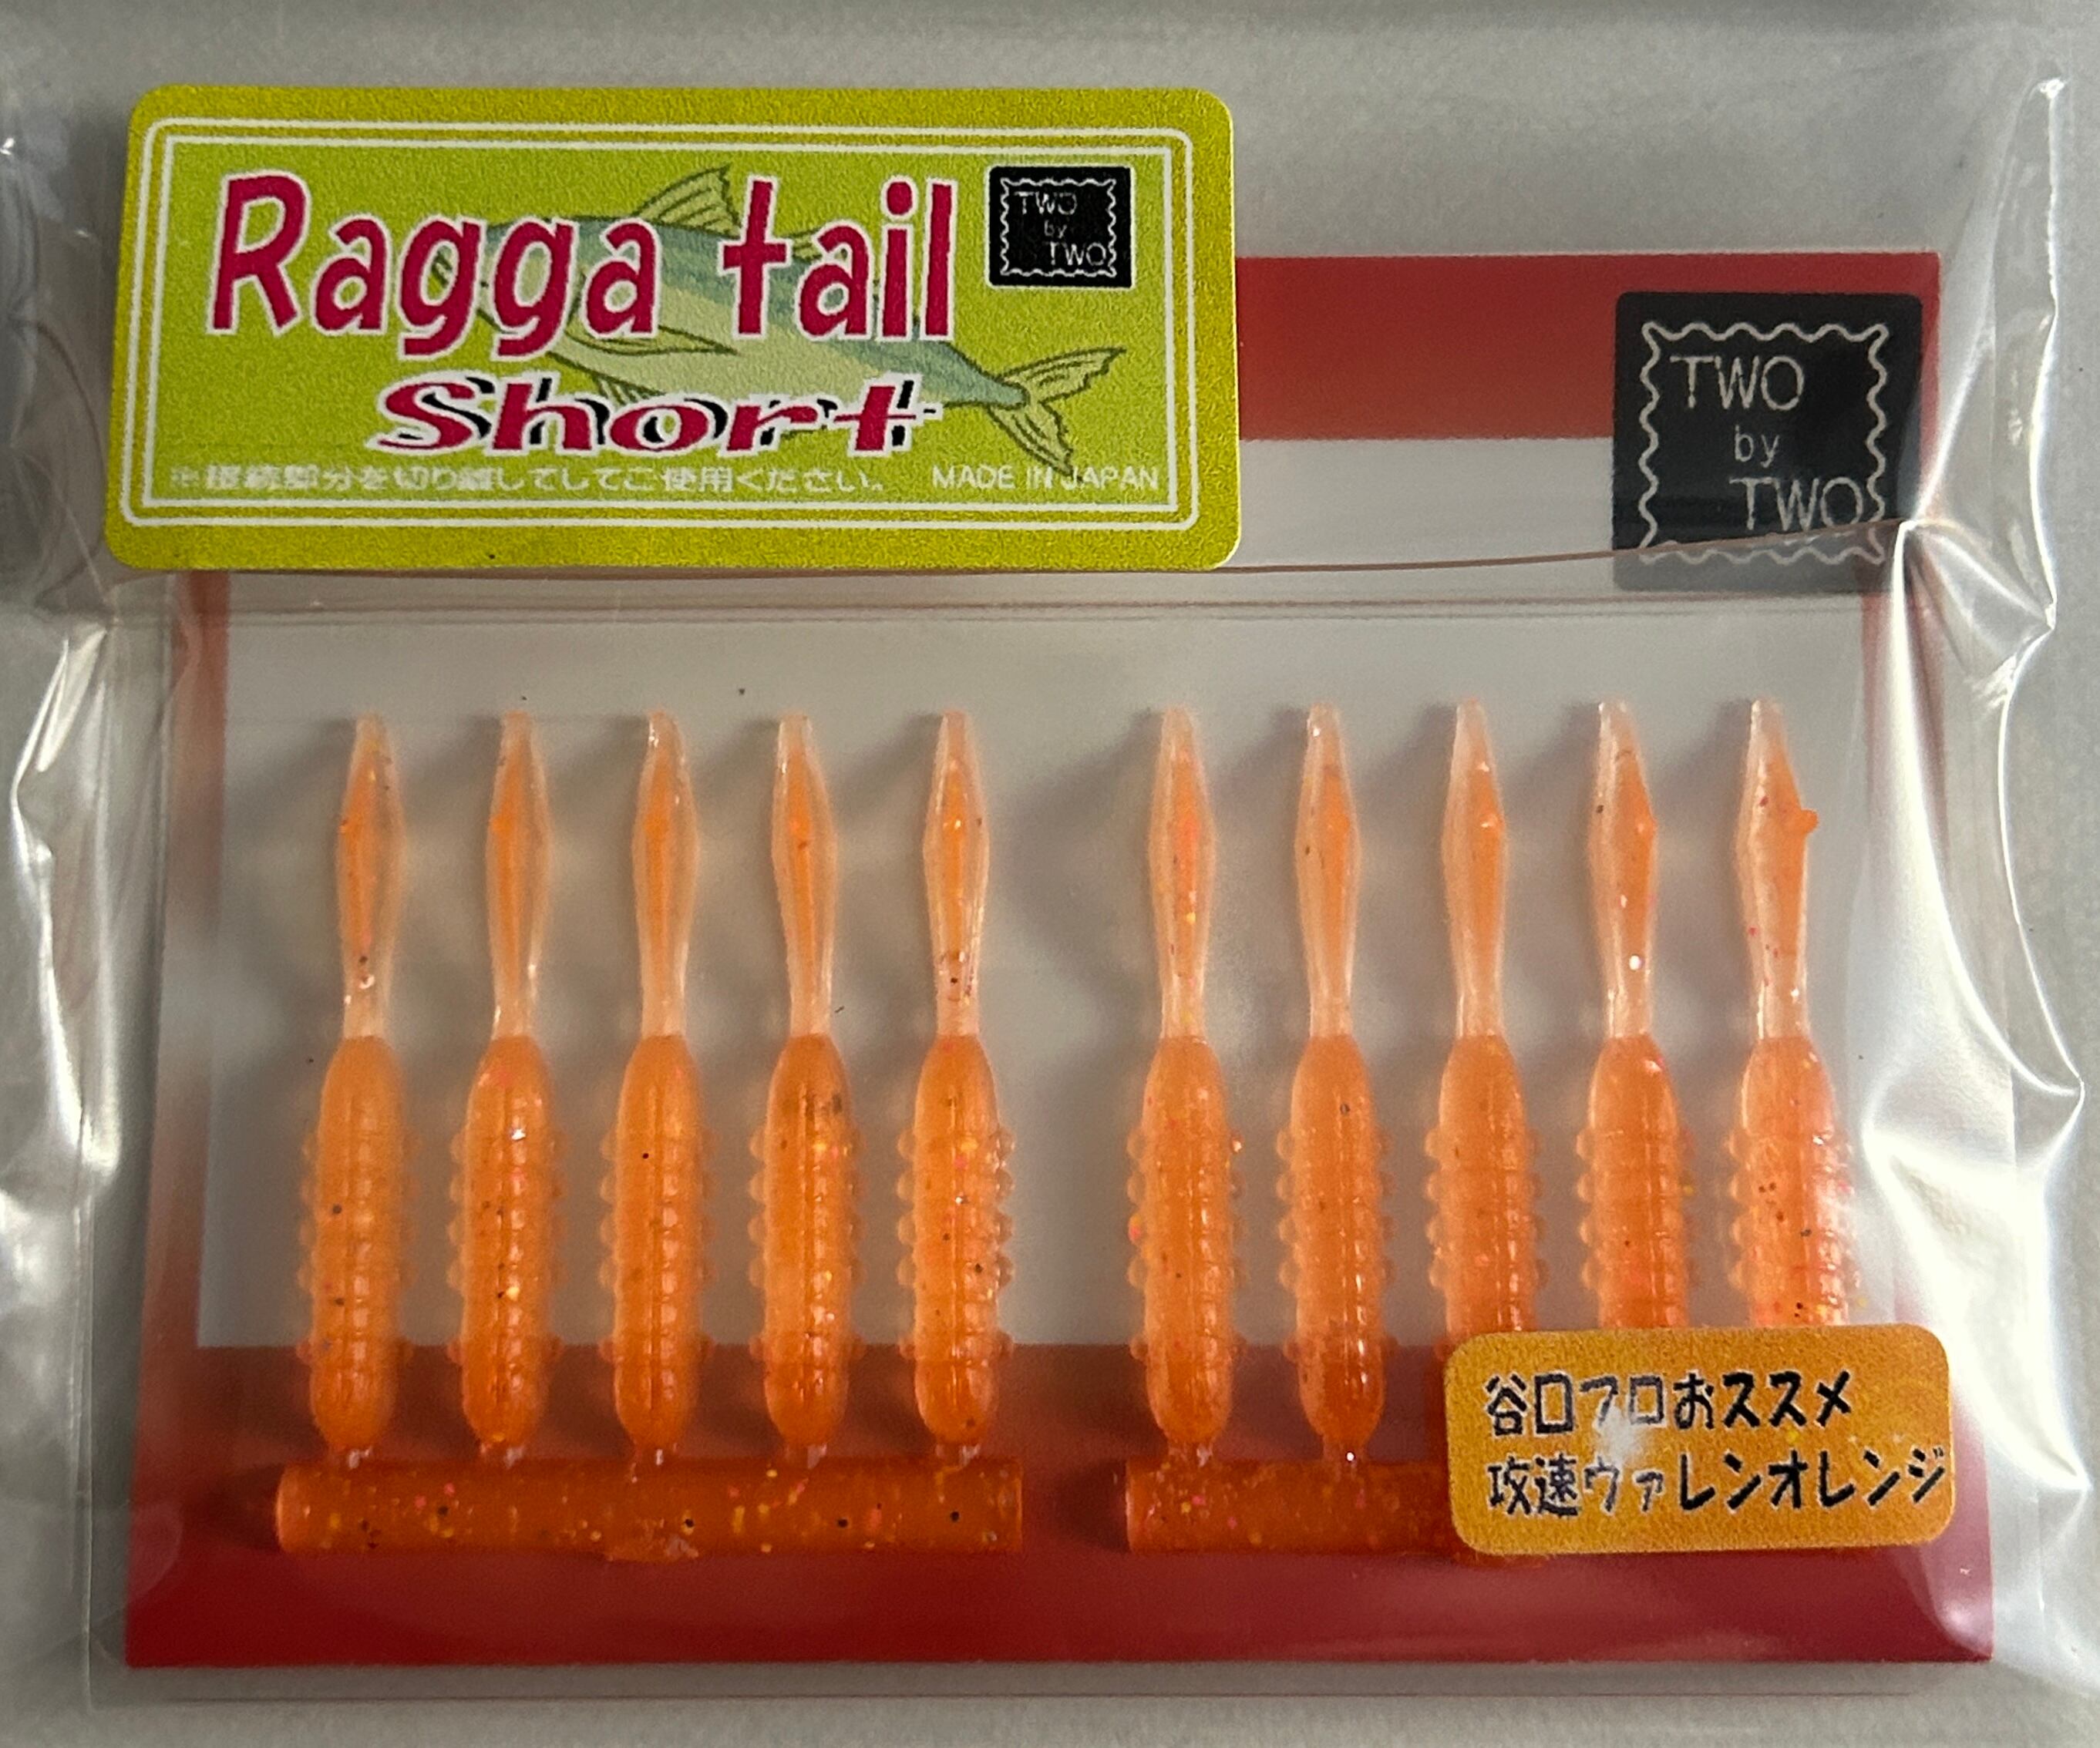 Ragga tail
TWO
by
TWO
Short
※接続部分を切り離してしてご使用ください。 MADE IN JAPAN
TWO
by
TWO
谷口プロおススメ
攻速ヴァレンオレンジ